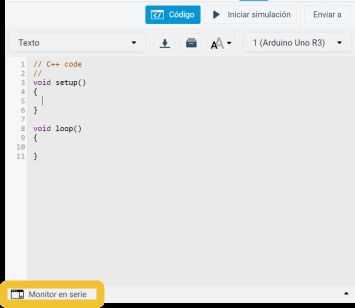 Código
Iniciar simulación
Enviar a
Texto
AA
1 (Arduino Uno R3)
1 // C++ code
2 //
3 void setup()
4 {
5
6 }
7
8 void loop()
9 {
10
11 }
Monitor en serie